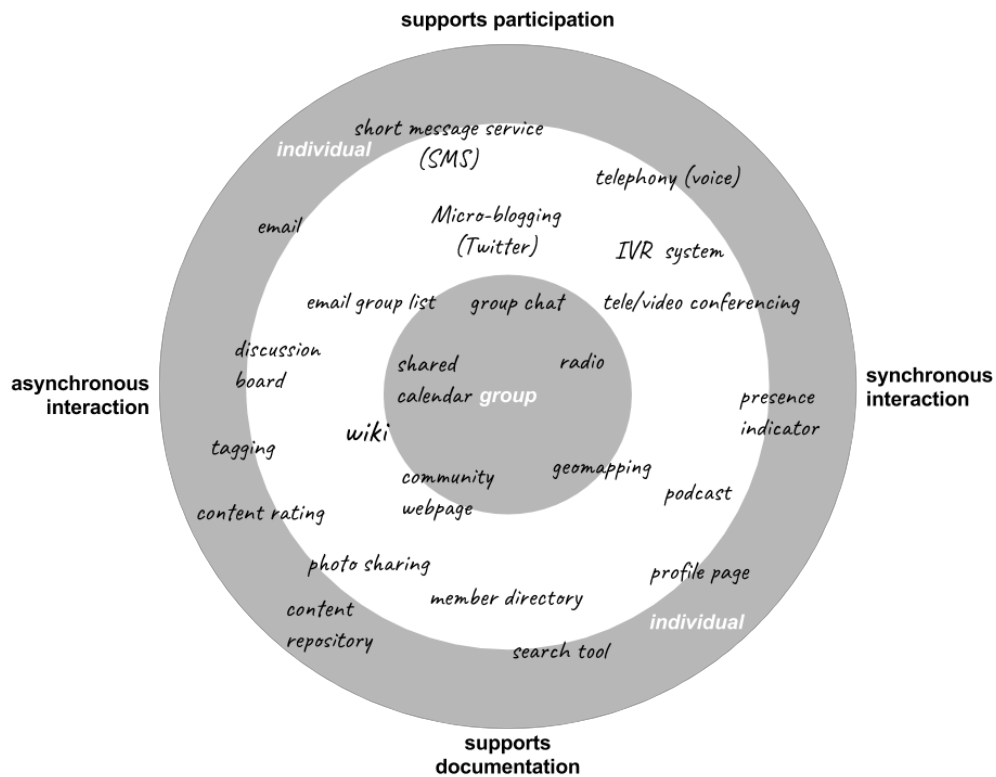 supports participation
short message service
(SMS)
individual
telephony (voice)
email
Micro-blogging
(Twitter)
IVR system
email group list
group chat
tele/video conferencing
discussion
board
shared
calendar
radio
group
asynchronous
interaction
synchronous
interaction
presence
indicator
wiki
tagging
community
webpage
geomapping
podcast
content rating
photo sharing
profile page
member directory
content
repository
individual
search tool
supports
documentation